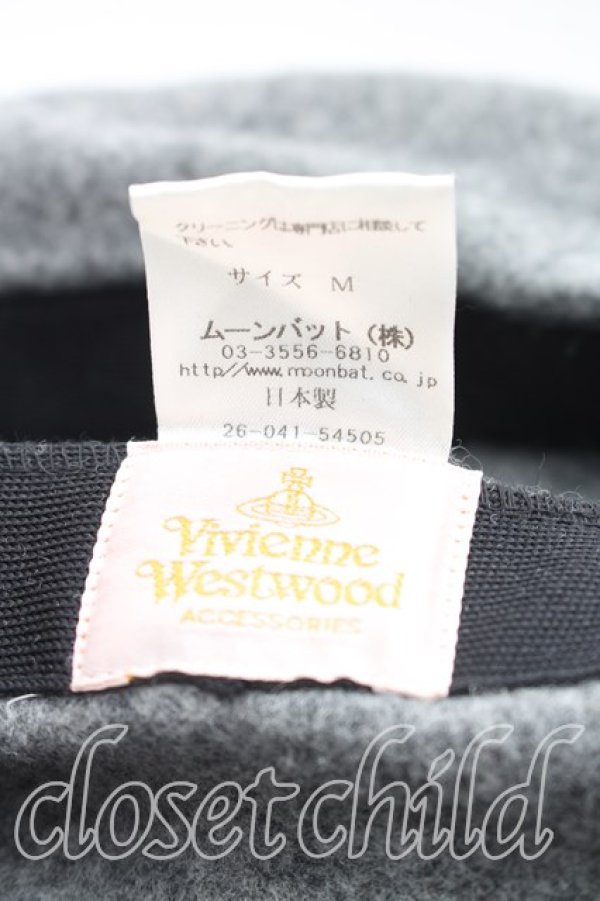 クリーニングは専門店に相談して
下さい。
サイズ M
ムーンバット（株）
03-3556-6810
http//www.moonbat.co.jp
日本製
26-041-54505
Vivienne
Westwood
ACCESSORIES
closet child